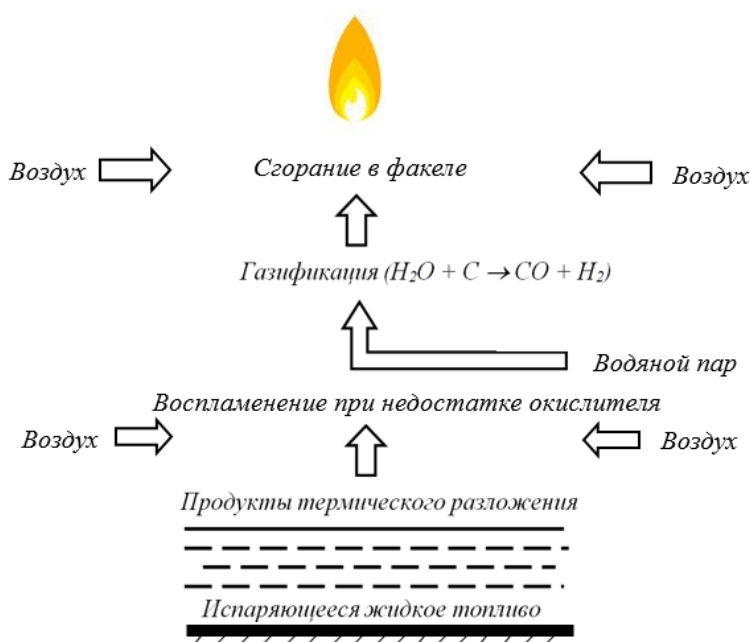 Воздух
Сгорание в факеле
Воздух
Газификация (H₂O + C → CO + H₂)
Водяной пар
Воспламенение при недостатке окислителя
Воздух
Воздух
Продукты термического разложения
Испаряющееся жидкое топливо